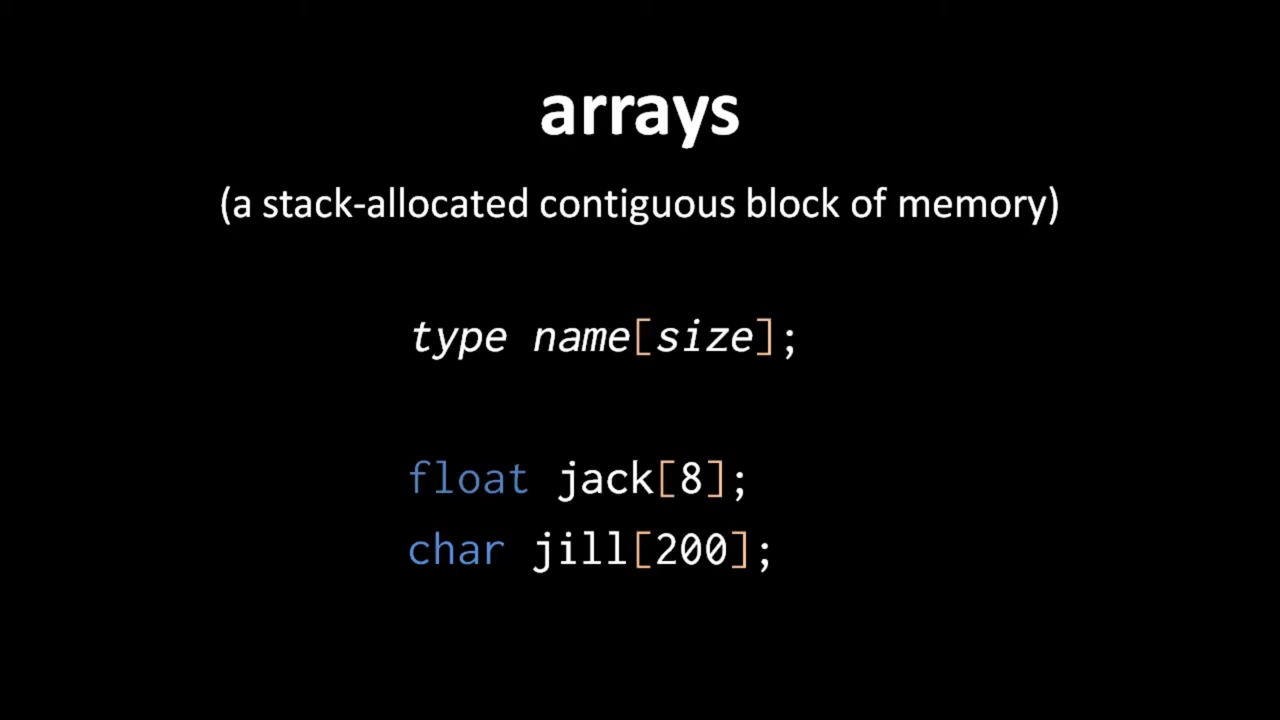 arrays
(a stack-allocated contiguous block of memory)
type name[size];
float jack[8];
char jill[200];